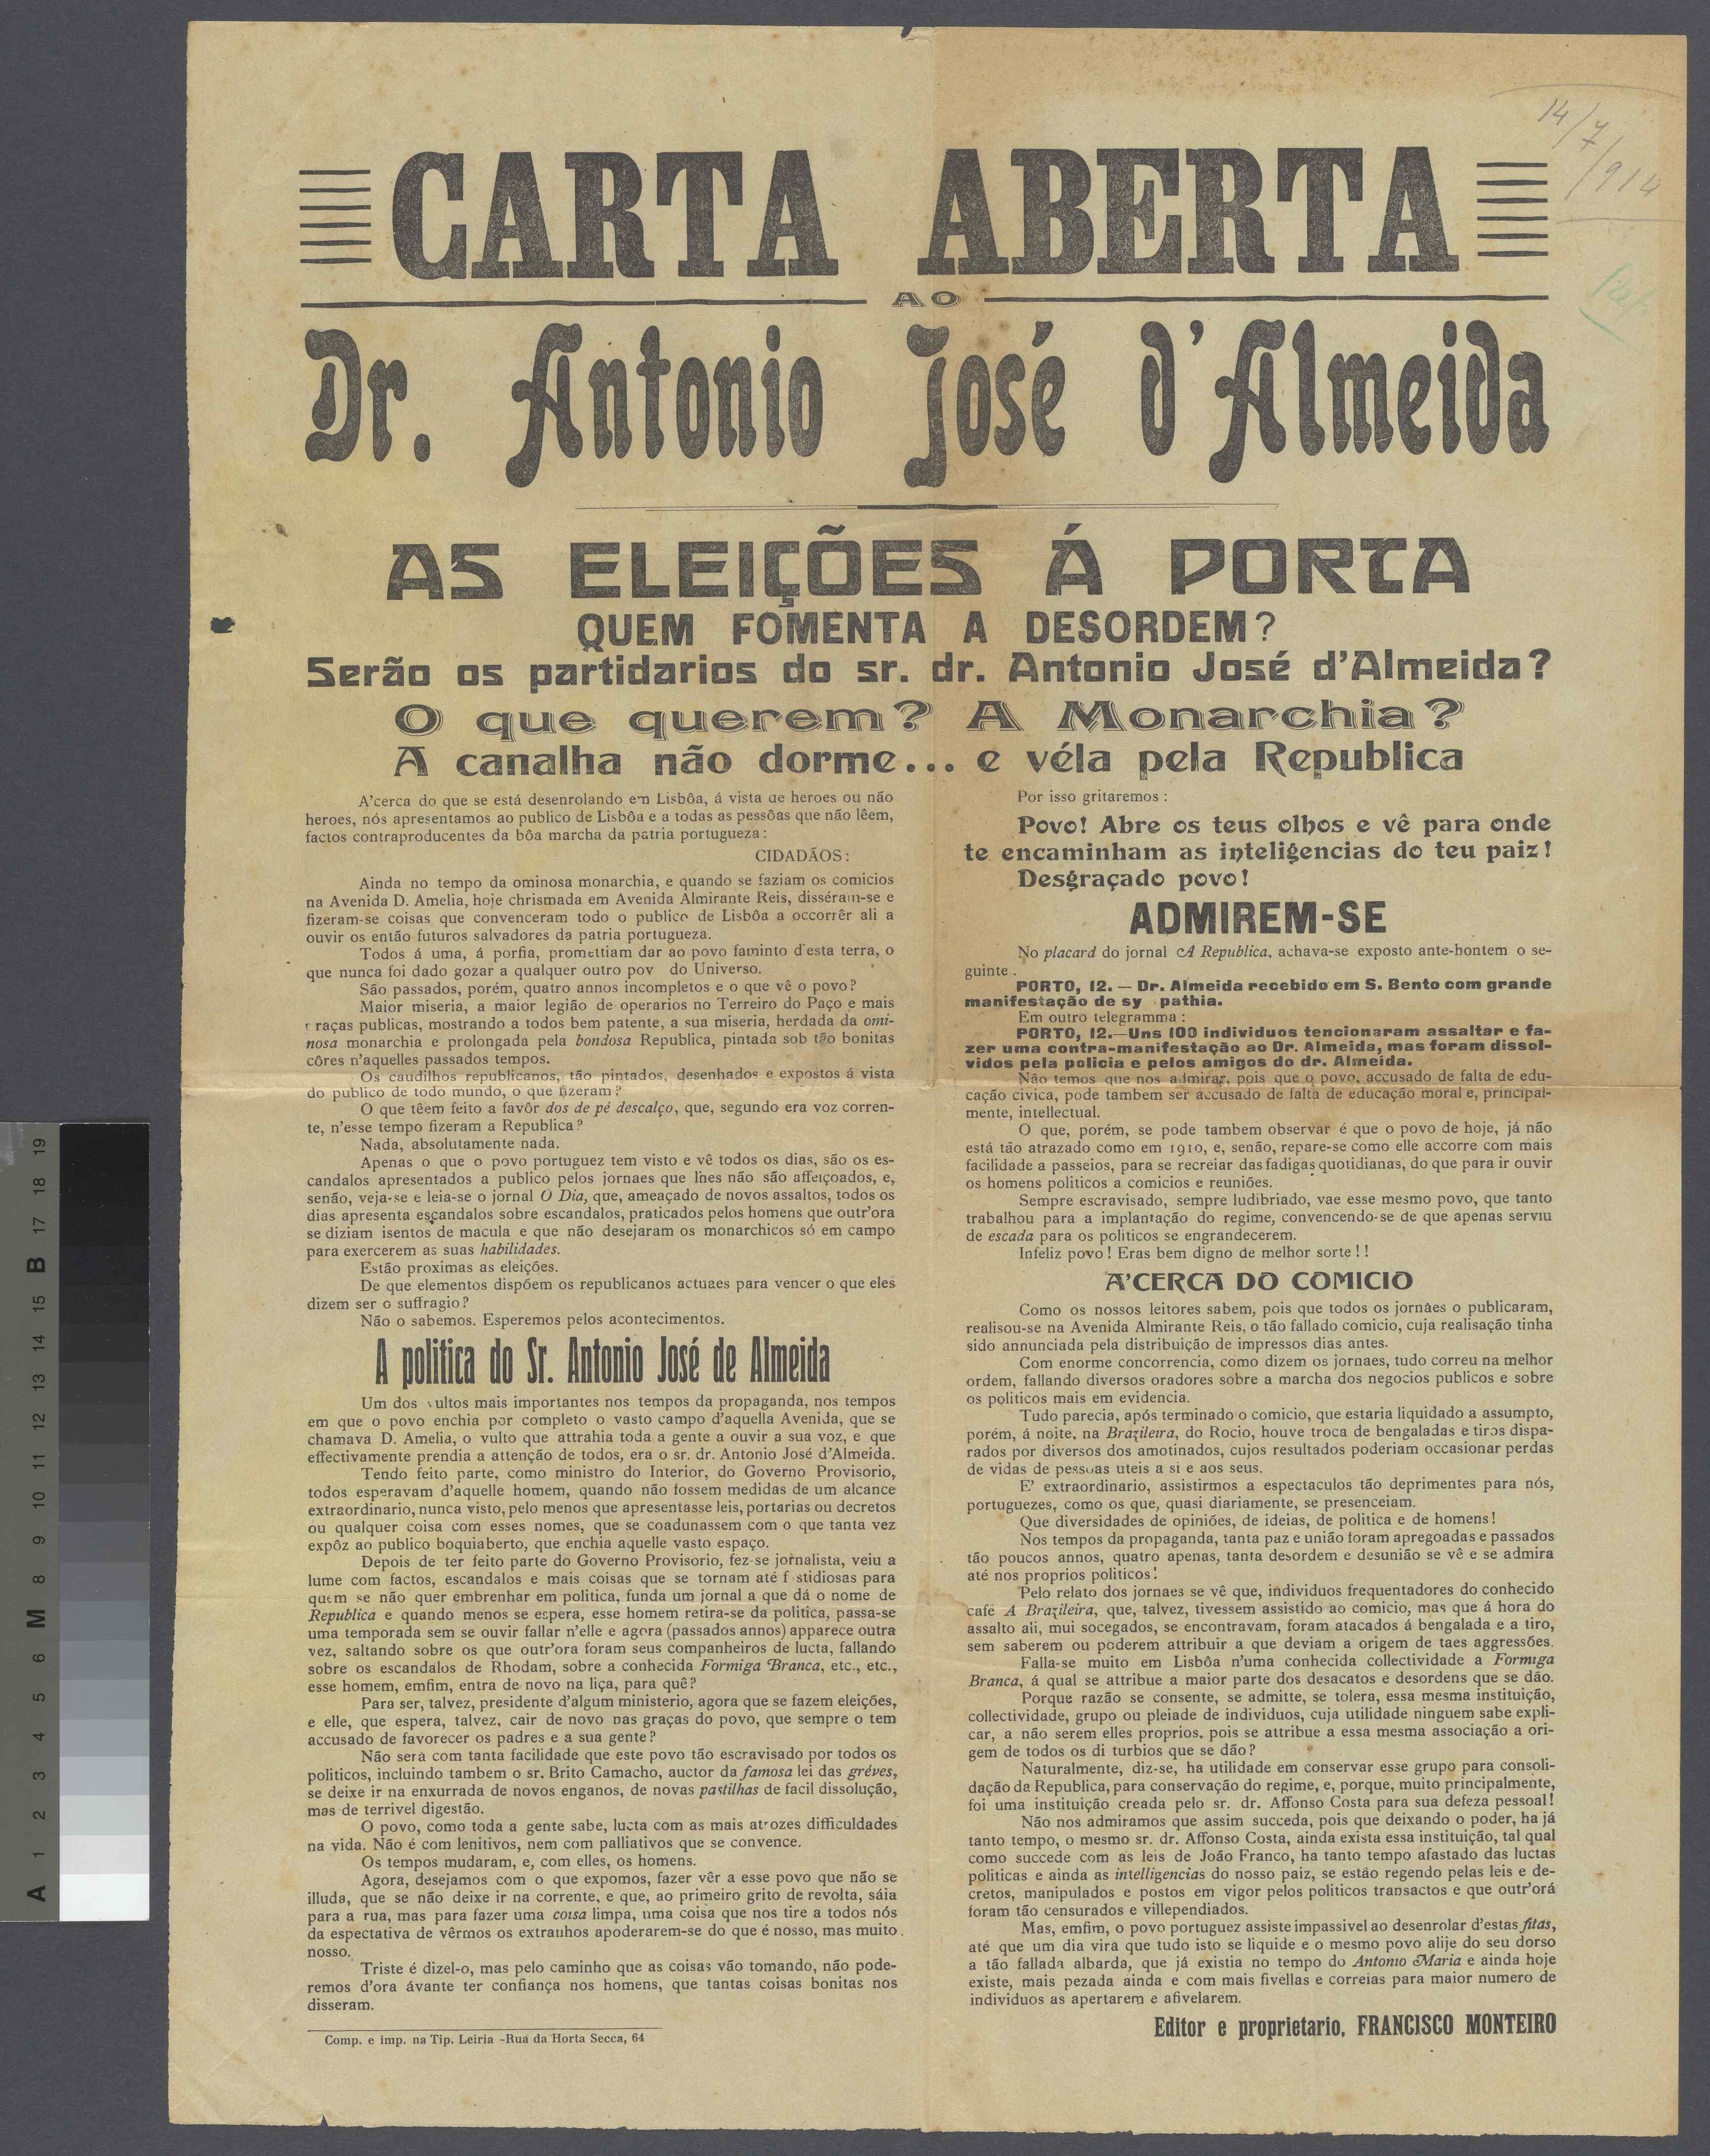 14/7/914
CARTA ABERTA
AO
Dr. Antonio José d'Almeida
AS ELEIÇÕES Á PORTA
QUEM FOMENTA A DESORDEM?
Serão os partidarios do sr. dr. Antonio José d'Almeida?
O que querem? A Monarchia?
A canalha não dorme... e véla pela Republica
A'cerca do que se está desenrolando em Lisbôa, á vista de heroes ou não
heroes, nós apresentamos ao publico de Lisbôa e a todas as pessôas que não lêem,
factos contraproducentes da bôa marcha da patria portugueza:
CIDADÃOS:
Ainda no tempo da ominosa monarchia, e quando se faziam os comicios
na Avenida D. Amelia, hoje chrismada em Avenida Almirante Reis, disséram-se e
fizeram-se coisas que convenceram todo o publico de Lisbôa a occorrêr ali a
ouvir os então futuros salvadores da patria portugueza.
Todos á uma, á porfia, promettiam dar ao povo faminto d'esta terra, o
que nunca foi dado gozar a qualquer outro pov do Universo.
São passados, porém, quatro annos incompletos e o que vê o povo?
Maior miseria, a maior legião de operarios no Terreiro do Paço e mais
raças publicas, mostrando a todos bem patente, a sua miseria, herdada da omi-
nosa monarchia e prolongada pela bondosa Republica, pintada sob tão bonitas
côres n'aquelles passados tempos.
Os caudilhos republicanos, tão pintados, desenhados e expostos á vista
do publico de todo mundo, o que fizeram?
O que têem feito a favôr dos de pé descalço, que, segundo era voz corren-
te, n'esse tempo fizeram a Republica?
Nada, absolutamente nada.
Apenas o que o povo portuguez tem visto e vê todos os dias, são os es-
candalos apresentados a publico pelos jornaes que lhes não são affeiçoados, e,
senão, veja-se e leia-se o jornal O Dia, que, ameaçado de novos assaltos, todos os
dias apresenta escandalos sobre escandalos, praticados pelos homens que outr'ora
se diziam isentos de macula e que não desejaram os monarchicos só em campo
para exercerem as suas habilidades.
Estão proximas as eleições.
De que elementos dispõem os republicanos actuaes para vencer o que eles
dizem ser o suffragio?
Não o sabemos. Esperemos pelos acontecimentos.
A politica do Sr. Antonio José de Almeida
Um dos vultos mais importantes nos tempos da propaganda, nos tempos
em que o povo enchia por completo o vasto campo d'aquella Avenida, que se
chamava D. Amelia, o vulto que attrahia toda a gente a ouvir a sua voz, e que
effectivamente prendia a attenção de todos, era o sr. dr. Antonio José d'Almeida.
Tendo feito parte, como ministro do Interior, do Governo Provisorio,
todos esperavam d'aquelle homem, quando não fossem medidas de um alcance
extraordinario, nunca visto, pelo menos que apresentasse leis, portarias ou decretos
ou qualquer coisa com esses nomes, que se coadunassem com o que tanta vez
expôz ao publico boquiaberto, que enchia aquelle vasto espaço.
Depois de ter feito parte do Governo Provisorio, fez-se jornalista, veiu a
lume com factos, escandalos e mais coisas que se tornam até f stidiosas para
quem se não quer embrenhar em politica, funda um jornal a que dá o nome de
Republica e quando menos se espera, esse homem retira-se da politica, passa-se
uma temporada sem se ouvir fallar n'elle e agora (passados annos) apparece outra
vez, saltando sobre os que outr'ora foram seus companheiros de lucta, fallando
sobre os escandalos de Rhodam, sobre a conhecida Formiga Branca, etc., etc.,
esse homem, emfim, entra de novo na liça, para quê?
Para ser, talvez, presidente d'algum ministerio, agora que se fazem eleições,
e elle, que espera, talvez, cair de novo nas graças do povo, que sempre o tem
accusado de favorecer os padres e a sua gente?
Não será com tanta facilidade que este povo tão escravisado por todos os
politicos, incluindo tambem o sr. Brito Camacho, auctor da famosa lei das gréves,
se deixe ir na enxurrada de novos enganos, de novas pastilhas de facil dissolução,
mas de terrivel digestão.
O povo, como toda a gente sabe, lucta com as mais atrozes difficuldades
na vida. Não é com lenitivos, nem com palliativos que se convence.
Os tempos mudaram, e, com elles, os homens.
Agora, desejamos com o que expomos, fazer vêr a esse povo que não se
illuda, que se não deixe ir na corrente, e que, ao primeiro grito de revolta, sáia
para a rua, mas para fazer uma coisa limpa, uma coisa que nos tire a todos nós
da espectativa de vêrmos os extranhos apoderarem-se do que é nosso, mas muito
nosso.
Triste é dizel-o, mas pelo caminho que as coisas vão tomando, não pode-
remos d'ora ávante ter confiança nos homens, que tantas coisas bonitas nos
disseram.
Comp. e imp. na Tip. Leiria -Rua da Horta Secca, 64
Por isso gritaremos:
Povo! Abre os teus olhos e vê para onde
te encaminham as inteligencias do teu paiz!
Desgraçado povo!
ADMIREM-SE
No placard do jornal A Republica, achava-se exposto ante-hontem o se-
guinte.
PORTO, 12. — Dr. Almeida recebido em S. Bento com grande
manifestação de sy pathia.
Em outro telegramma:
PORTO, 12.—Uns 100 individuos tencionaram assaltar e fa-
zer uma contra-manifestação ao Dr. Almeida, mas foram dissol-
vidos pela policia e pelos amigos do dr. Almeida.
Não temos que nos admirar, pois que o povo, accusado de falta de edu-
cação civica, pode tambem ser accusado de falta de educação moral e, principal-
mente, intellectual.
O que, porém, se pode tambem observar é que o povo de hoje, já não
está tão atrazado como em 1910, e, senão, repare-se como elle accorre com mais
facilidade a passeios, para se recreiar das fadigas quotidianas, do que para ir ouvir
os homens politicos a comicios e reuniões.
Sempre escravisado, sempre ludibriado, vae esse mesmo povo, que tanto
trabalhou para a implantação do regime, convencendo-se de que apenas serviu
de escada para os politicos se engrandecerem.
Infeliz povo! Eras bem digno de melhor sorte!!
A'CERCA DO COMICIO
Como os nossos leitores sabem, pois que todos os jornaes o publicaram,
realisou-se na Avenida Almirante Reis, o tão fallado comicio, cuja realisação tinha
sido annunciada pela distribuição de impressos dias antes.
Com enorme concorrencia, como dizem os jornaes, tudo correu na melhor
ordem, fallando diversos oradores sobre a marcha dos negocios publicos e sobre
os politicos mais em evidencia.
Tudo parecia, após terminado o comicio, que estaria liquidado a assumpto,
porém, á noite, na Brazileira, do Rocio, houve troca de bengaladas e tiros dispa-
rados por diversos dos amotinados, cujos resultados poderiam occasionar perdas
de vidas de pessoas uteis a si e aos seus.
E' extraordinario, assistirmos a espectaculos tão deprimentes para nós,
portuguezes, como os que, quasi diariamente, se presenceiam.
Que diversidades de opiniões, de ideias, de politica e de homens!
Nos tempos da propaganda, tanta paz e união foram apregoadas e passados
tão poucos annos, quatro apenas, tanta desordem e desunião se vê e se admira
até nos proprios politicos!
Pelo relato dos jornaes se vê que, individuos frequentadores do conhecido
café A Brazileira, que, talvez, tivessem assistido ao comicio, mas que á hora do
assalto ali, mui socegados, se encontravam, foram atacados á bengalada e a tiro,
sem saberem ou poderem attribuir a que deviam a origem de taes aggressões.
Falla-se muito em Lisbôa n'uma conhecida collectividade a Formiga
Branca, á qual se attribue a maior parte dos desacatos e desordens que se dão.
Porque razão se consente, se admitte, se tolera, essa mesma instituição,
collectividade, grupo ou pleiade de individuos, cuja utilidade ninguem sabe expli-
car, a não serem elles proprios, pois se attribue a essa mesma associação a ori-
gem de todos os di turbios que se dão?
Naturalmente, diz-se, ha utilidade em conservar esse grupo para consoli-
dação da Republica, para conservação do regime, e, porque, muito principalmente,
foi uma instituição creada pelo sr. dr. Affonso Costa para sua defeza pessoal!
Não nos admiramos que assim succeda, pois que deixando o poder, ha já
tanto tempo, o mesmo sr. dr. Affonso Costa, ainda exista essa instituição, tal qual
como succede com as leis de João Franco, ha tanto tempo afastado das luctas
politicas e ainda as intelligencias do nosso paiz, se estão regendo pelas leis e de-
cretos, manipulados e postos em vigor pelos politicos transactos e que outr'orá
foram tão censurados e villependiados.
Mas, emfim, o povo portuguez assiste impassivel ao desenrolar d'estas fitas,
até que um dia virá que tudo isto se liquide e o mesmo povo alije do seu dorso
a tão fallada albarda, que já existia no tempo do Antonio Maria e ainda hoje
existe, mais pezada ainda e com mais fivellas e correias para maior numero de
individuos as apertarem e afivelarem.
Editor e proprietario, FRANCISCO MONTEIRO
A 1 2 3 4 5 6 M 8 9 10 11 12 13 14 15 B 17 18 19